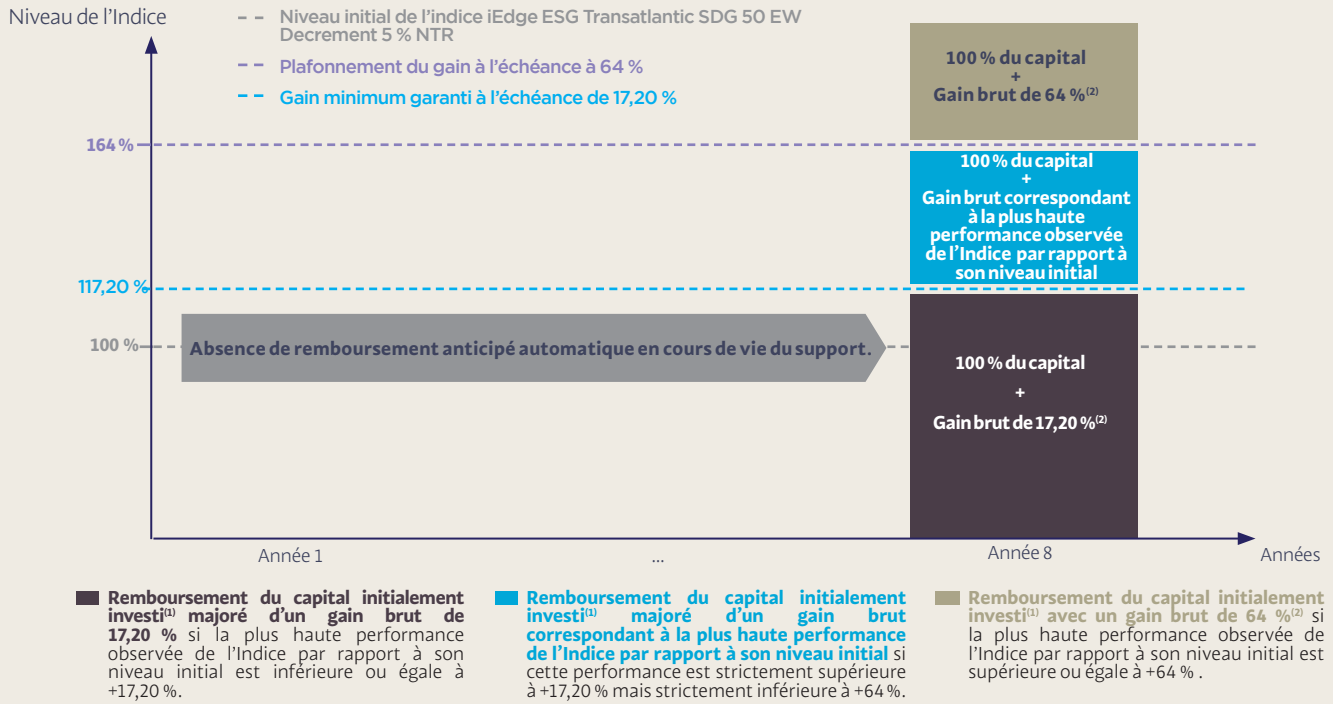 Niveau de l'Indice
Niveau initial de l'indice iEdge ESG Transatlantic SDG 50 EW
Decrement 5 % NTR
Plafonnement du gain à l'échéance à 64 %
Gain minimum garanti à l'échéance de 17,20 %
100 % du capital
+
Gain brut de 64 %(2)
164 %
100 % du capital
+
Gain brut correspondant
à la plus haute
performance observée
de l'Indice par rapport à
son niveau initial
117,20 %
100 %
Absence de remboursement anticipé automatique en cours de vie du support.
100 % du capital
+
Gain brut de 17,20 %(2)
Année 1
...
Année 8
Années
Remboursement du capital initialement
investi(1) majoré d'un gain brut de
17,20 % si la plus haute performance
observée de l'Indice par rapport à son
niveau initial est inférieure ou égale à
+17,20 %.
Remboursement du capital initialement
investi(1) majoré d'un gain brut
correspondant à la plus haute performance
de l'Indice par rapport à son niveau initial si
cette performance est strictement supérieure
à +17,20 % mais strictement inférieure à +64 %.
Remboursement du capital initialement
investi(1) avec un gain brut de 64 %(2) si
la plus haute performance observée de
l'Indice par rapport à son niveau initial est
supérieure ou égale à +64 % .